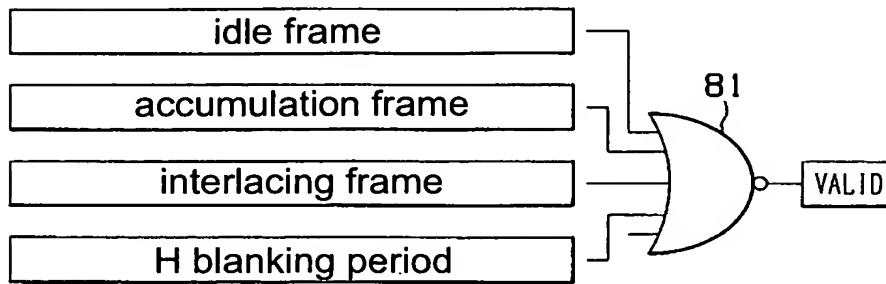 idle frame
81
accumulation frame
interlacing frame
VALID
H blanking period